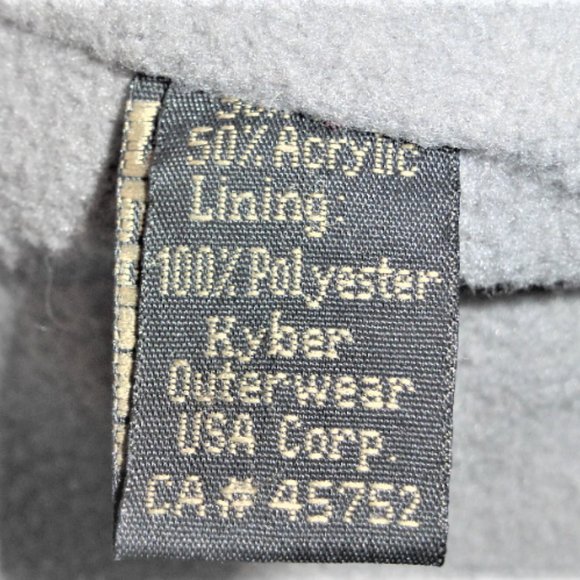 50% Acrylic
Lining:
100% Polyester
Kyber
Outerwear
USA Corp.
CA# 45752